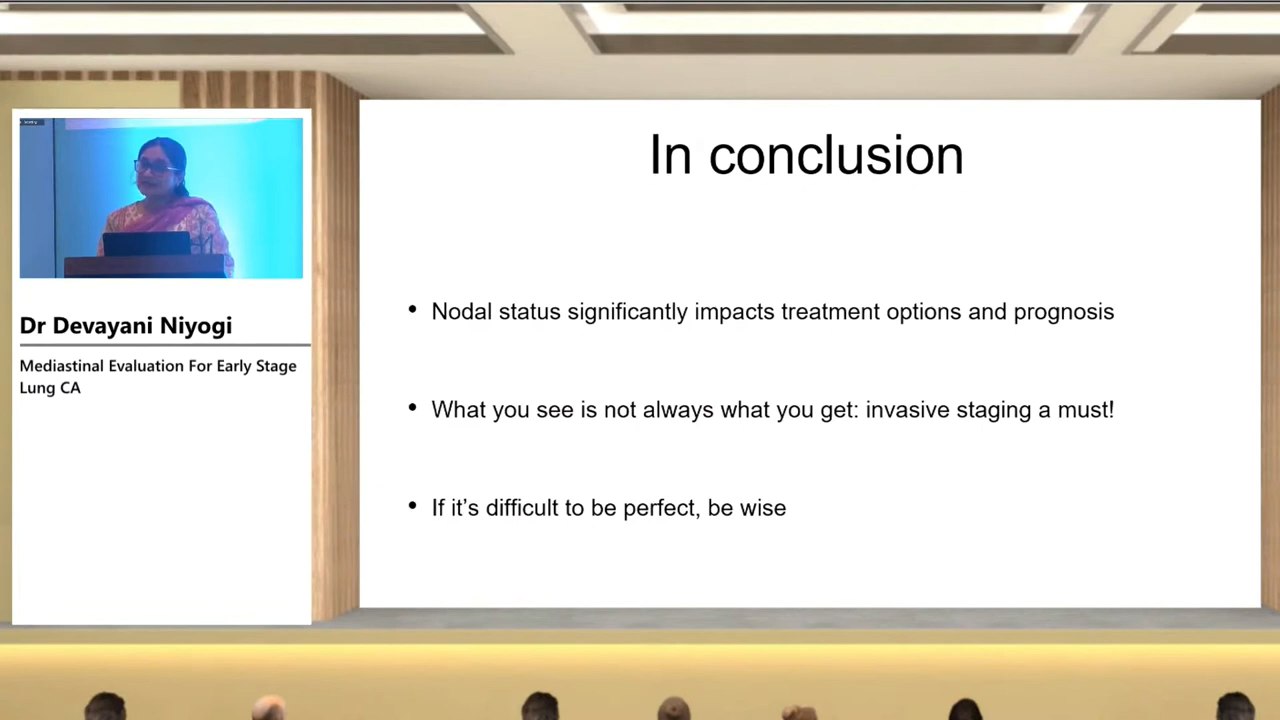 In conclusion
Dr Devayani Niyogi
Mediastinal Evaluation For Early Stage
Lung CA
• Nodal status significantly impacts treatment options and prognosis
• What you see is not always what you get: invasive staging a must!
• If it’s difficult to be perfect, be wise